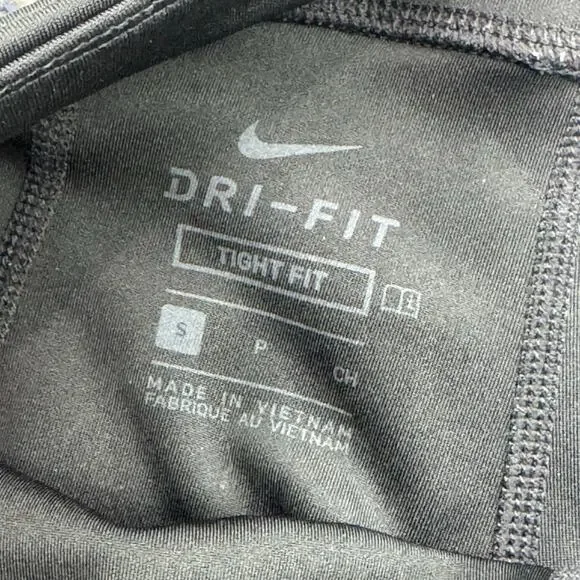 DRI-FIT
TIGHT FIT
S P CH
MADE IN VIETNAM
FABRIQUE AU VIETNAM